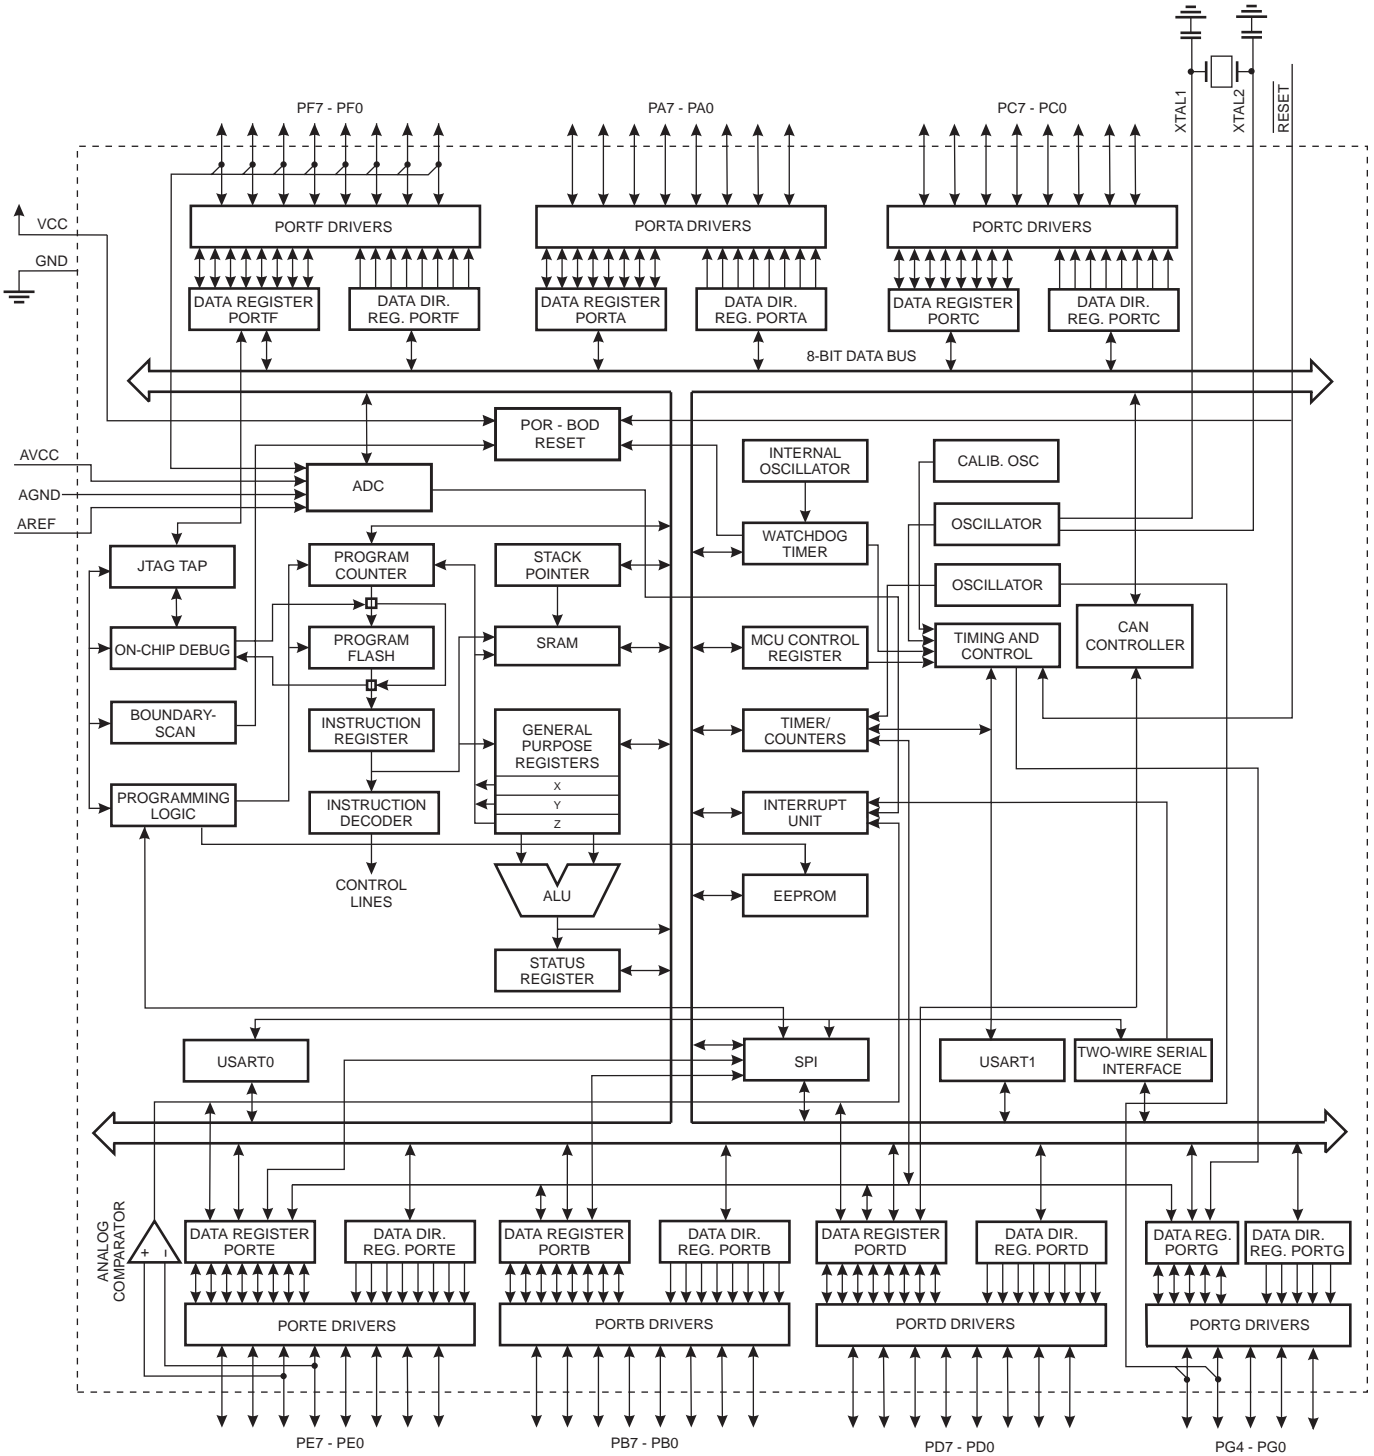 XTAL1
XTAL2
RESET
PF7 - PF0
PA7 - PA0
PC7 - PC0
VCC
GND
PORTF DRIVERS
PORTA DRIVERS
PORTC DRIVERS
DATA REGISTER
PORTF
DATA DIR.
REG. PORTF
DATA REGISTER
PORTA
DATA DIR.
REG. PORTA
DATA REGISTER
PORTC
DATA DIR.
REG. PORTC
8-BIT DATA BUS
POR - BOD
RESET
INTERNAL
OSCILLATOR
CALIB. OSC
AVCC
AGND
AREF
ADC
OSCILLATOR
WATCHDOG
TIMER
JTAG TAP
PROGRAM
COUNTER
STACK
POINTER
OSCILLATOR
ON-CHIP DEBUG
PROGRAM
FLASH
SRAM
MCU CONTROL
REGISTER
TIMING AND
CONTROL
CAN
CONTROLLER
BOUNDARY-
SCAN
INSTRUCTION
REGISTER
GENERAL
PURPOSE
REGISTERS
X
Y
Z
TIMER/
COUNTERS
PROGRAMMING
LOGIC
INSTRUCTION
DECODER
INTERRUPT
UNIT
CONTROL
LINES
ALU
EEPROM
STATUS
REGISTER
USART0
SPI
USART1
TWO-WIRE SERIAL
INTERFACE
ANALOG
COMPARATOR
+
−
DATA REGISTER
PORTE
DATA DIR.
REG. PORTE
DATA REGISTER
PORTB
DATA DIR.
REG. PORTB
DATA REGISTER
PORTD
DATA DIR.
REG. PORTD
DATA REG.
PORTG
DATA DIR.
REG. PORTG
PORTE DRIVERS
PORTB DRIVERS
PORTD DRIVERS
PORTG DRIVERS
PE7 - PE0
PB7 - PB0
PD7 - PD0
PG4 - PG0